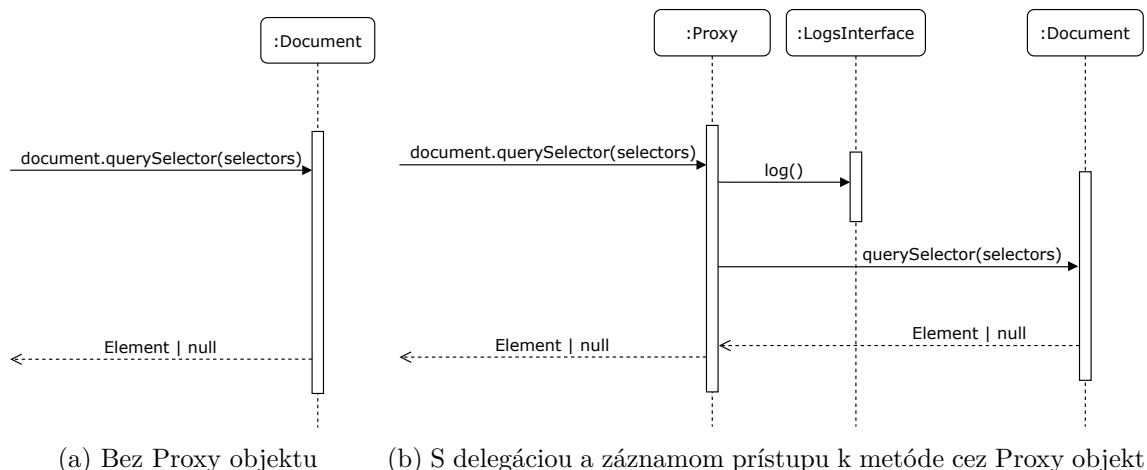 :Document
document.querySelector(selectors)
Element | null
(a) Bez Proxy objektu
:Proxy
:LogsInterface
:Document
document.querySelector(selectors)
log()
querySelector(selectors)
Element | null
Element | null
(b) S delegáciou a záznamom prístupu k metóde cez Proxy objekt